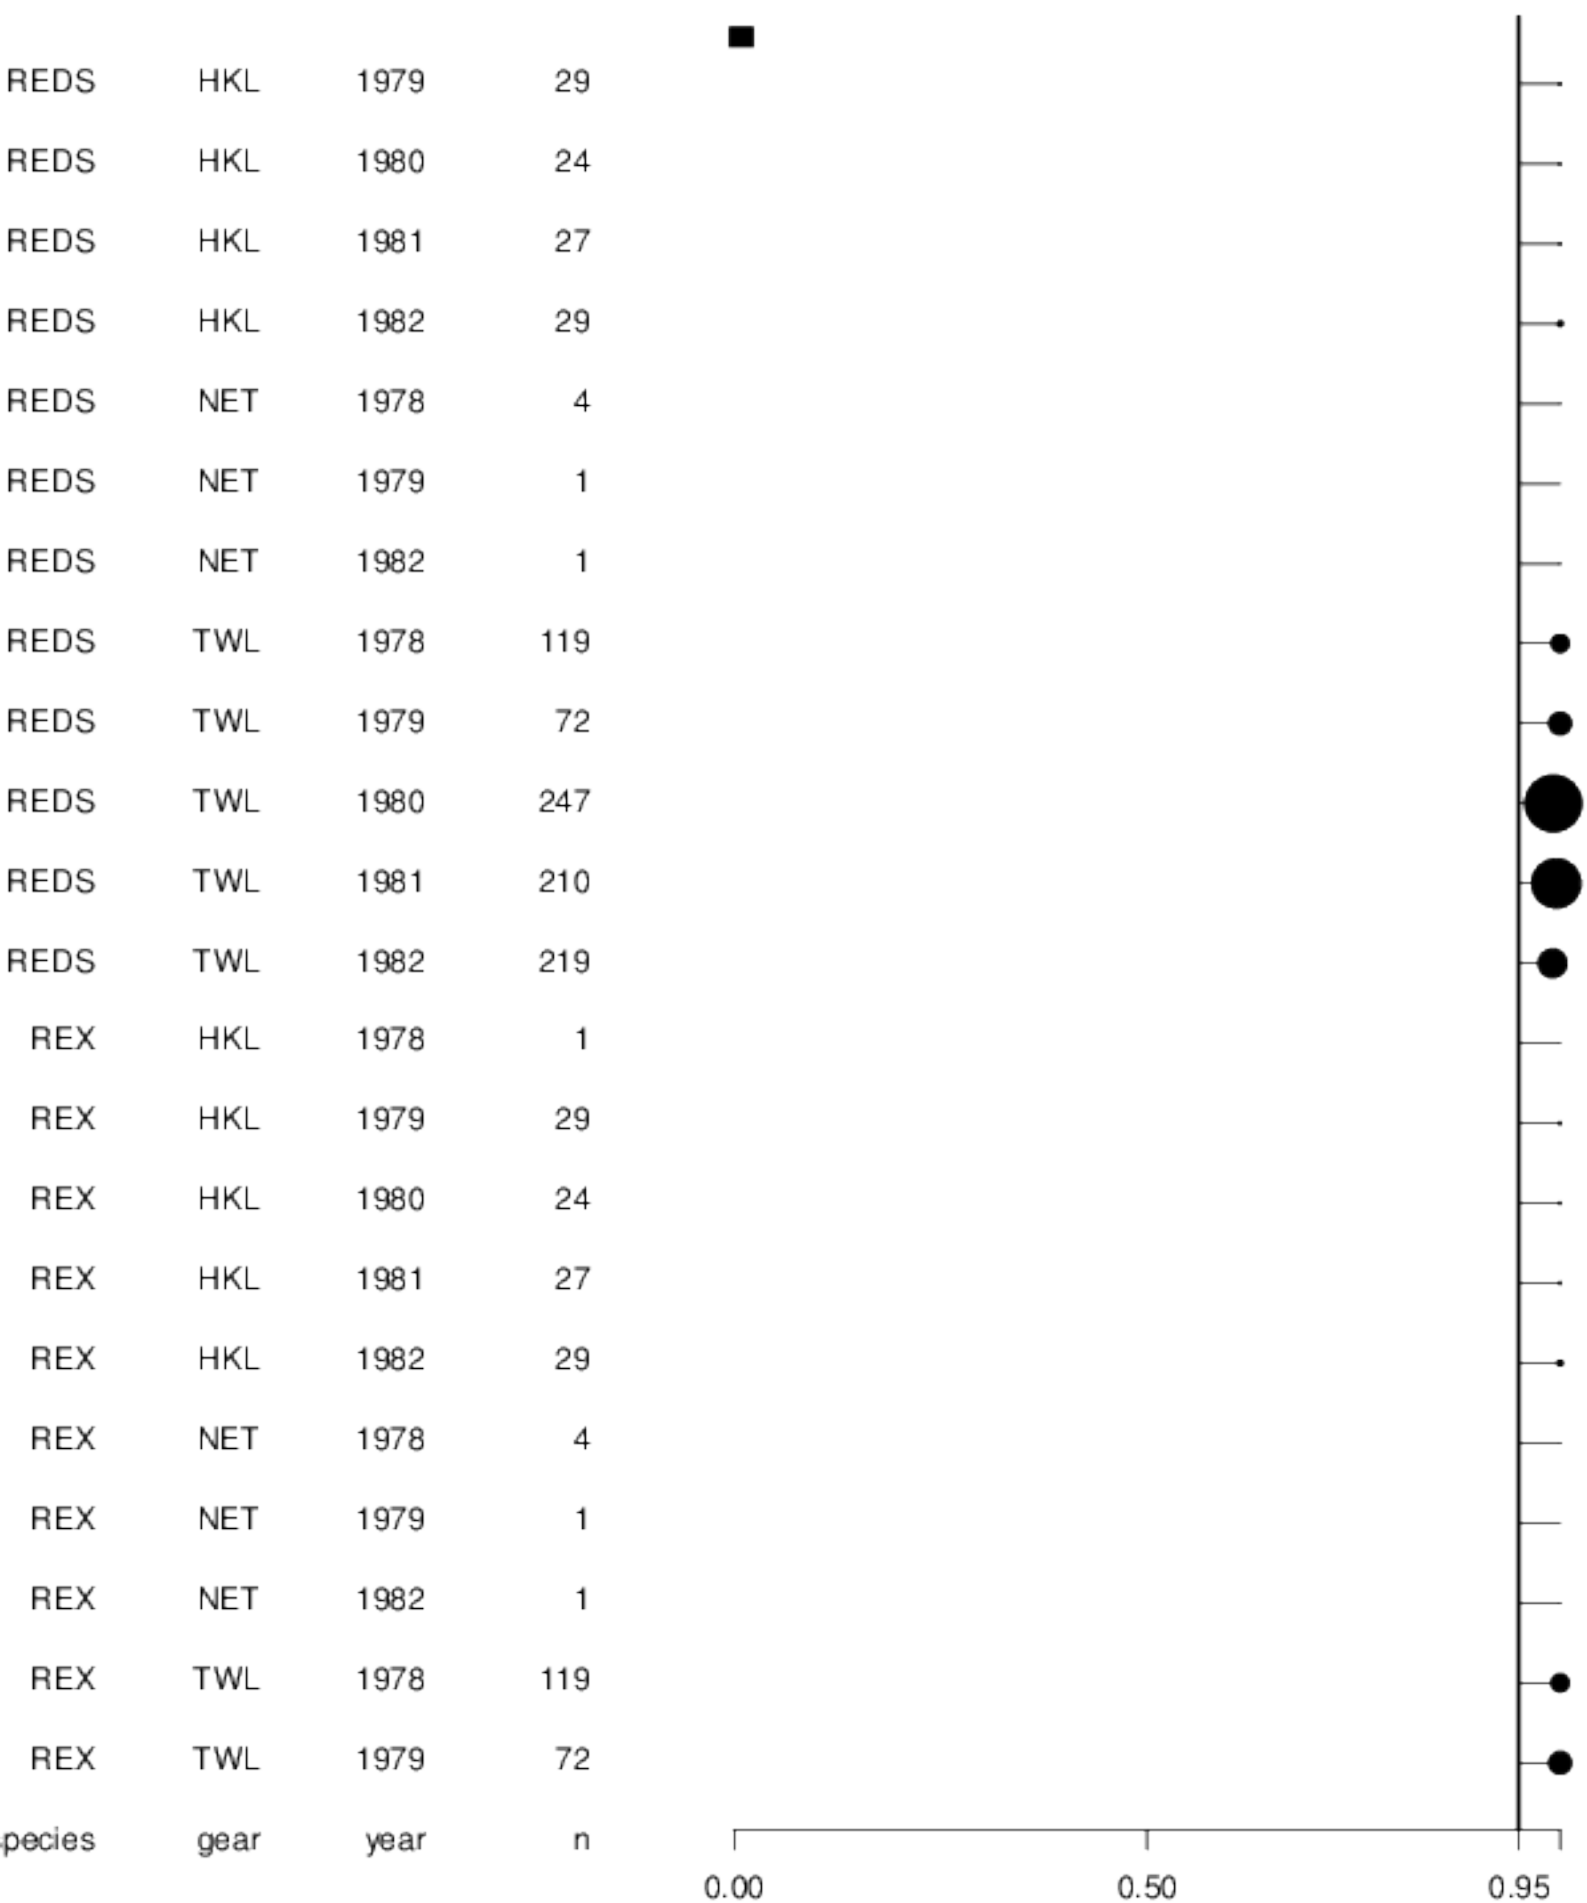 REDS HKL 1979 29
REDS HKL 1980 24
REDS HKL 1981 27
REDS HKL 1982 29
REDS NET 1978 4
REDS NET 1979 1
REDS NET 1982 1
REDS TWL 1978 119
REDS TWL 1979 72
REDS TWL 1980 247
REDS TWL 1981 210
REDS TWL 1982 219
REX HKL 1978 1
REX HKL 1979 29
REX HKL 1980 24
REX HKL 1981 27
REX HKL 1982 29
REX NET 1978 4
REX NET 1979 1
REX NET 1982 1
REX TWL 1978 119
REX TWL 1979 72
pecies gear year n
0.00 0.50 0.95